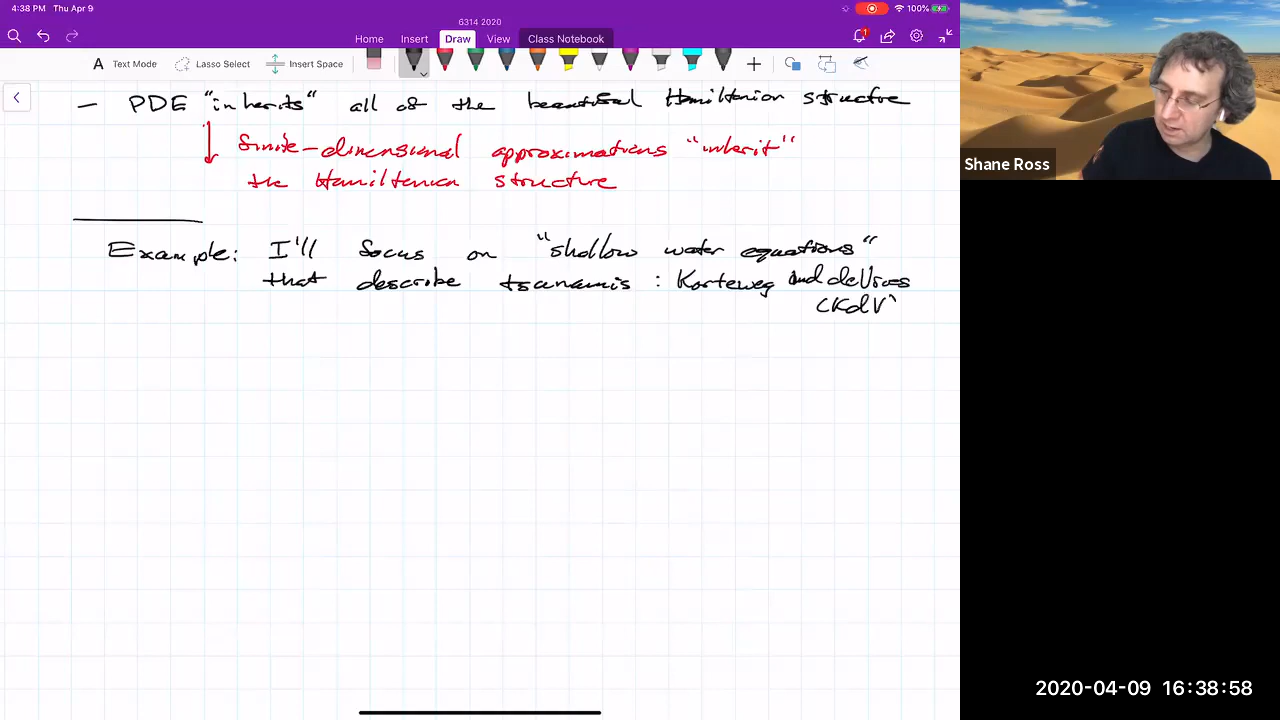 4:38 PM Thu Apr 9
100%
6314 2020
Home Insert Draw View Class Notebook
Text Mode Lasso Select Insert Space
— PDE "inherits" all of the beautiful Hamiltonian structure
finite-dimensional approximations "inherit"
the Hamiltonian structure
Example: I'll focus on "shallow water equations"
that describe tsunamis : Korteweg and deVries
(KdV)
Shane Ross
2020-04-09 16:38:58